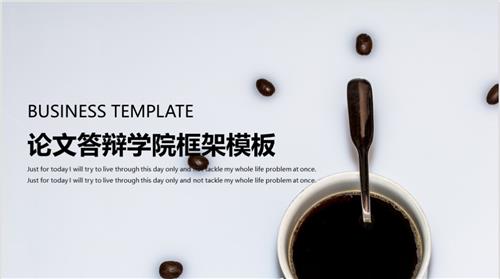 BUSINESS TEMPLATE
论文答辩学院框架模板
Just for today I will try to live through this day only and not tackle my whole life problem at once.
Just for today I will try to live through this day only and not tackle my whole life problem at once.